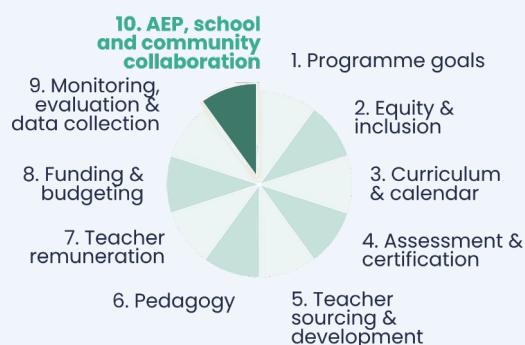 10. AEP, school
and community
collaboration
1. Programme goals
2. Equity &
inclusion
3. Curriculum
& calendar
4. Assessment &
certification
5. Teacher
sourcing &
development
6. Pedagogy
7. Teacher
remuneration
8. Funding &
budgeting
9. Monitoring,
evaluation &
data collection